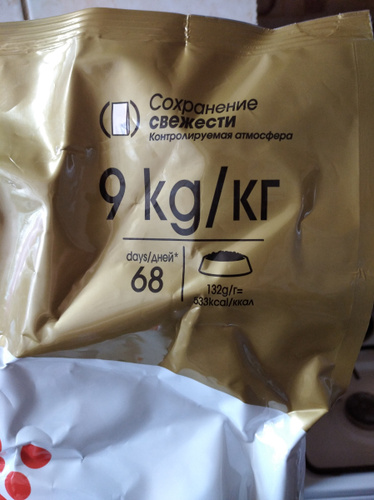 Сохранение
свежести
Контролируемая атмосфера
9 kg/кг
days/дней*
68
132g/г=
533kcal/ккал